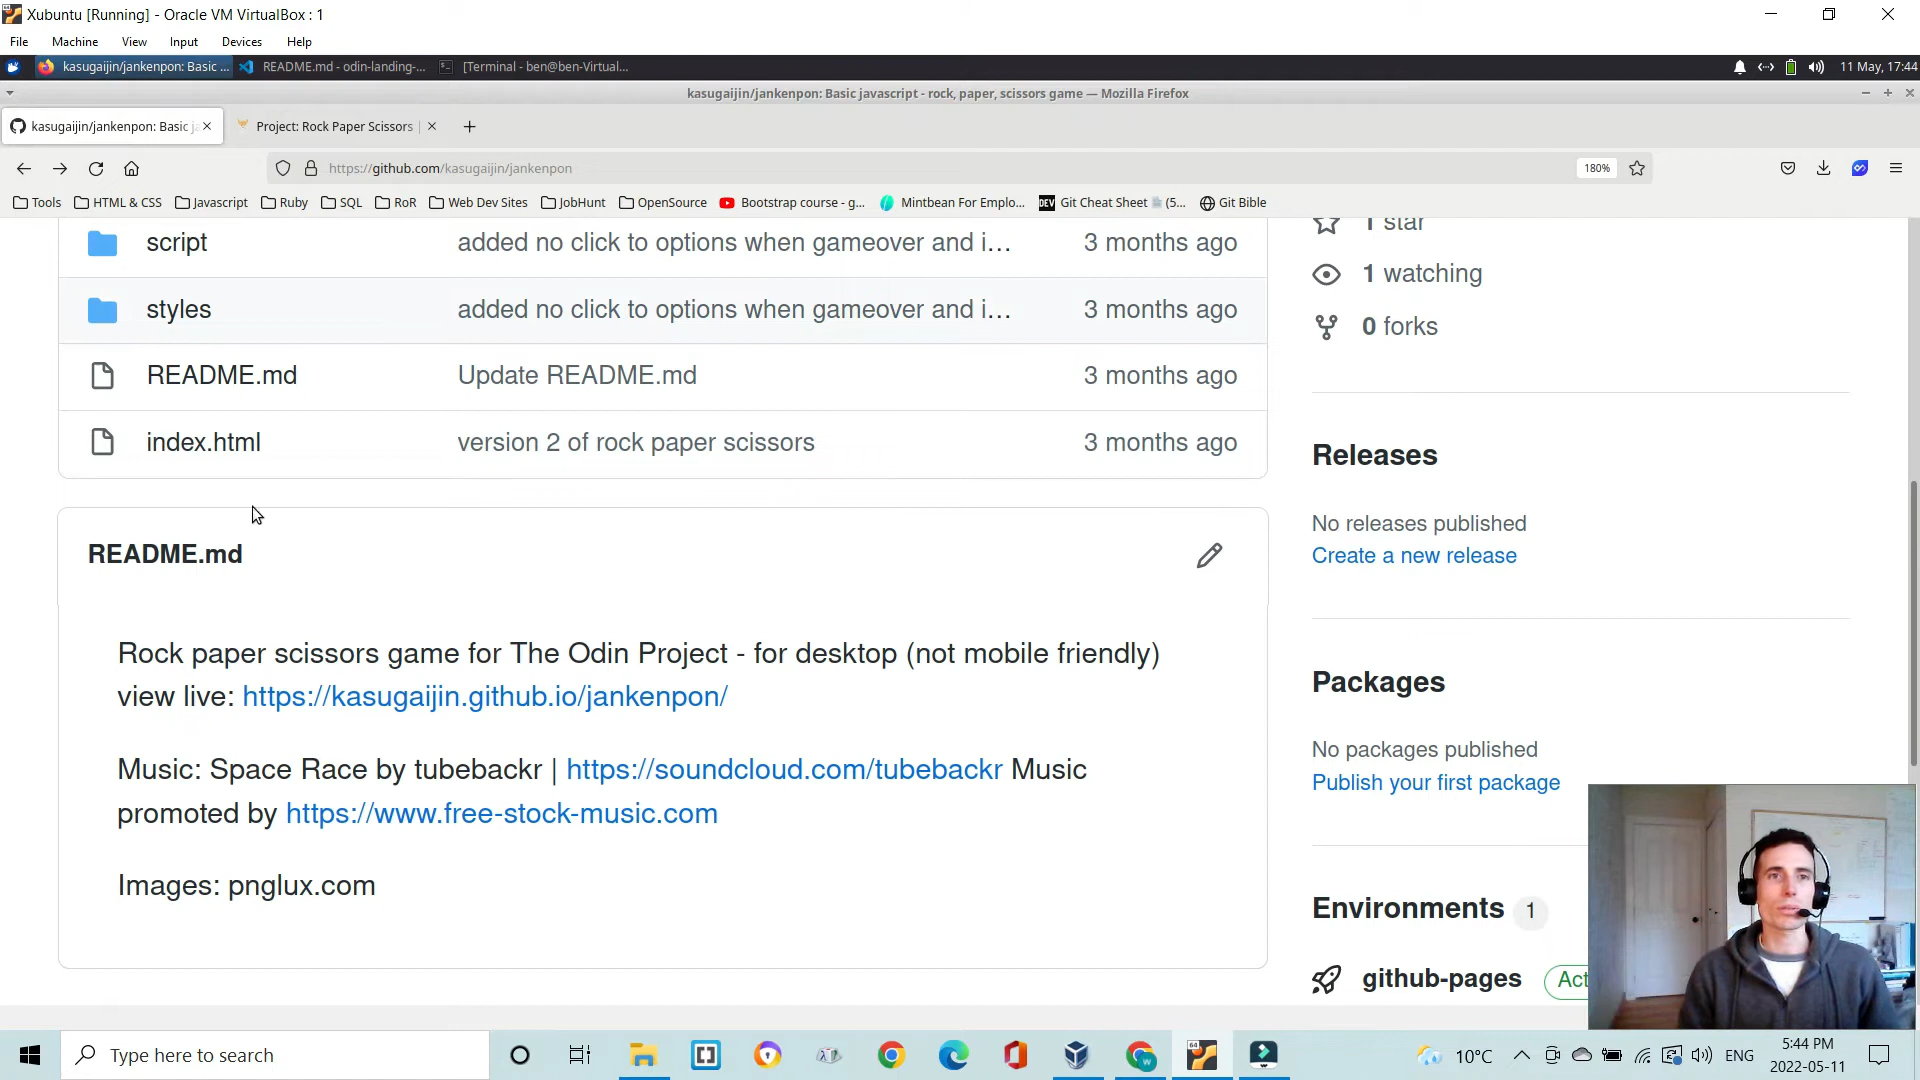 Xubuntu [Running] - Oracle VM VirtualBox : 1
File Machine View Input Devices Help
kasugaijin/jankenpon: Basic ... README.md - odin-landing-... [Terminal - ben@ben-Virtual... 11 May, 17:44
kasugaijin/jankenpon: Basic javascript - rock, paper, scissors game — Mozilla Firefox
kasugaijin/jankenpon: Basic ja Project: Rock Paper Scissors
https://github.com/kasugaijin/jankenpon 180%
Tools HTML & CSS Javascript Ruby SQL RoR Web Dev Sites JobHunt OpenSource Bootstrap course - g... Mintbean For Emplo... DEV Git Cheat Sheet (5... Git Bible
script added no click to options when gameover and i... 3 months ago
styles added no click to options when gameover and i... 3 months ago
README.md Update README.md 3 months ago
index.html version 2 of rock paper scissors 3 months ago
README.md
Rock paper scissors game for The Odin Project - for desktop (not mobile friendly)
view live: https://kasugaijin.github.io/jankenpon/
Music: Space Race by tubebackr | https://soundcloud.com/tubebackr Music
promoted by https://www.free-stock-music.com
Images: pnglux.com
1 star
1 watching
0 forks
Releases
No releases published
Create a new release
Packages
No packages published
Publish your first package
Environments 1
github-pages Act
Type here to search
10°C ENG
5:44 PM
2022-05-11